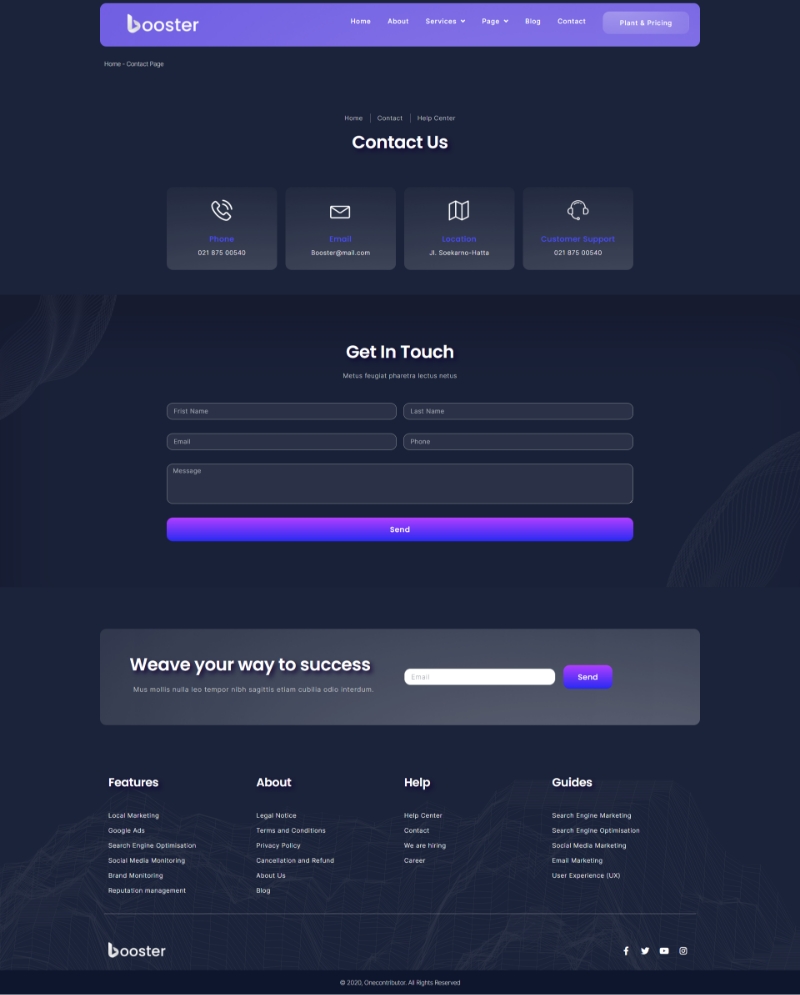 booster
Home About Services Page Blog Contact Plant & Pricing
Home - Contact Page
Home Contact Help Center
Contact Us
Phone Email Location Customer Support
021 875 00540 Booster@mail.com Jl. Soekarno-Hatta 021 875 00540
Get In Touch
Metus feugiat pharetra lectus netus
Frist Name Last Name
Email Phone
Message
Send
Weave your way to success
Mus mollis nulla leo tempor nibh sagittis etiam cubilia odio interdum.
Email Send
Features About Help Guides
Local Marketing Legal Notice Help Center Search Engine Marketing
Google Ads Terms and Conditions Contact Search Engine Optimisation
Search Engine Optimisation Privacy Policy We are hiring Social Media Marketing
Social Media Monitoring Cancellation and Refund Career Email Marketing
Brand Monitoring About Us User Experience (UX)
Reputation management Blog
booster
© 2020, Onecontributor. All Rights Reserved